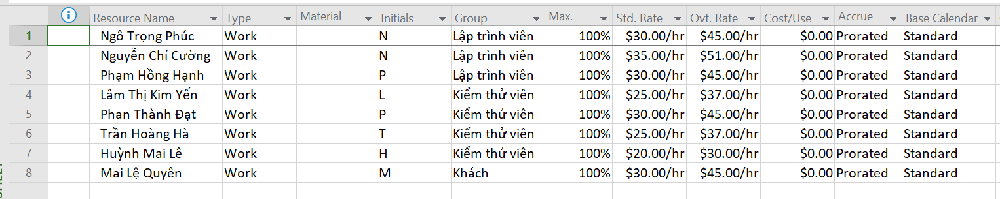 Resource Name Type Material Initials Group Max. Std. Rate Ovt. Rate Cost/Use Accrue Base Calendar
1 Ngô Trọng Phúc Work N Lập trình viên 100% $30.00/hr $45.00/hr $0.00 Prorated Standard
2 Nguyễn Chí Cường Work N Lập trình viên 100% $35.00/hr $51.00/hr $0.00 Prorated Standard
3 Phạm Hồng Hạnh Work P Lập trình viên 100% $30.00/hr $45.00/hr $0.00 Prorated Standard
4 Lâm Thị Kim Yến Work L Kiểm thử viên 100% $25.00/hr $37.00/hr $0.00 Prorated Standard
5 Phan Thành Đạt Work P Kiểm thử viên 100% $30.00/hr $45.00/hr $0.00 Prorated Standard
6 Trần Hoàng Hà Work T Kiểm thử viên 100% $25.00/hr $37.00/hr $0.00 Prorated Standard
7 Huỳnh Mai Lê Work H Kiểm thử viên 100% $20.00/hr $30.00/hr $0.00 Prorated Standard
8 Mai Lệ Quyên Work M Khách 100% $30.00/hr $45.00/hr $0.00 Prorated Standard